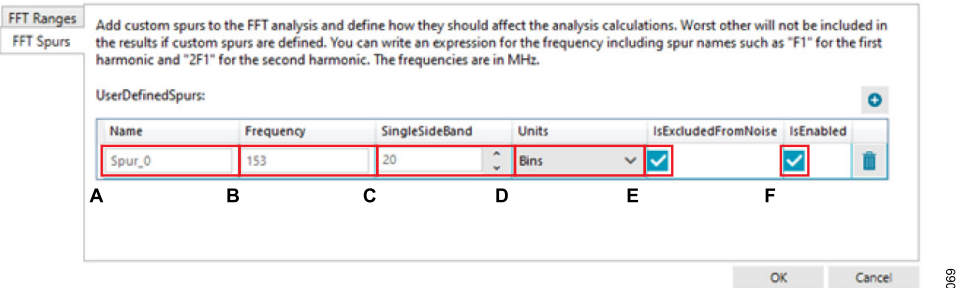 FFT Ranges
FFT Spurs
Add custom spurs to the FFT analysis and define how they should affect the analysis calculations. Worst other will not be included in
the results if custom spurs are defined. You can write an expression for the frequency including spur names such as "F1" for the first
harmonic and "2F1" for the second harmonic. The frequencies are in MHz.
UserDefinedSpurs:
Name Frequency SingleSideBand Units IsExcludedFromNoise IsEnabled
Spur_0 153 20 Bins
A B C D E F
OK Cancel
069